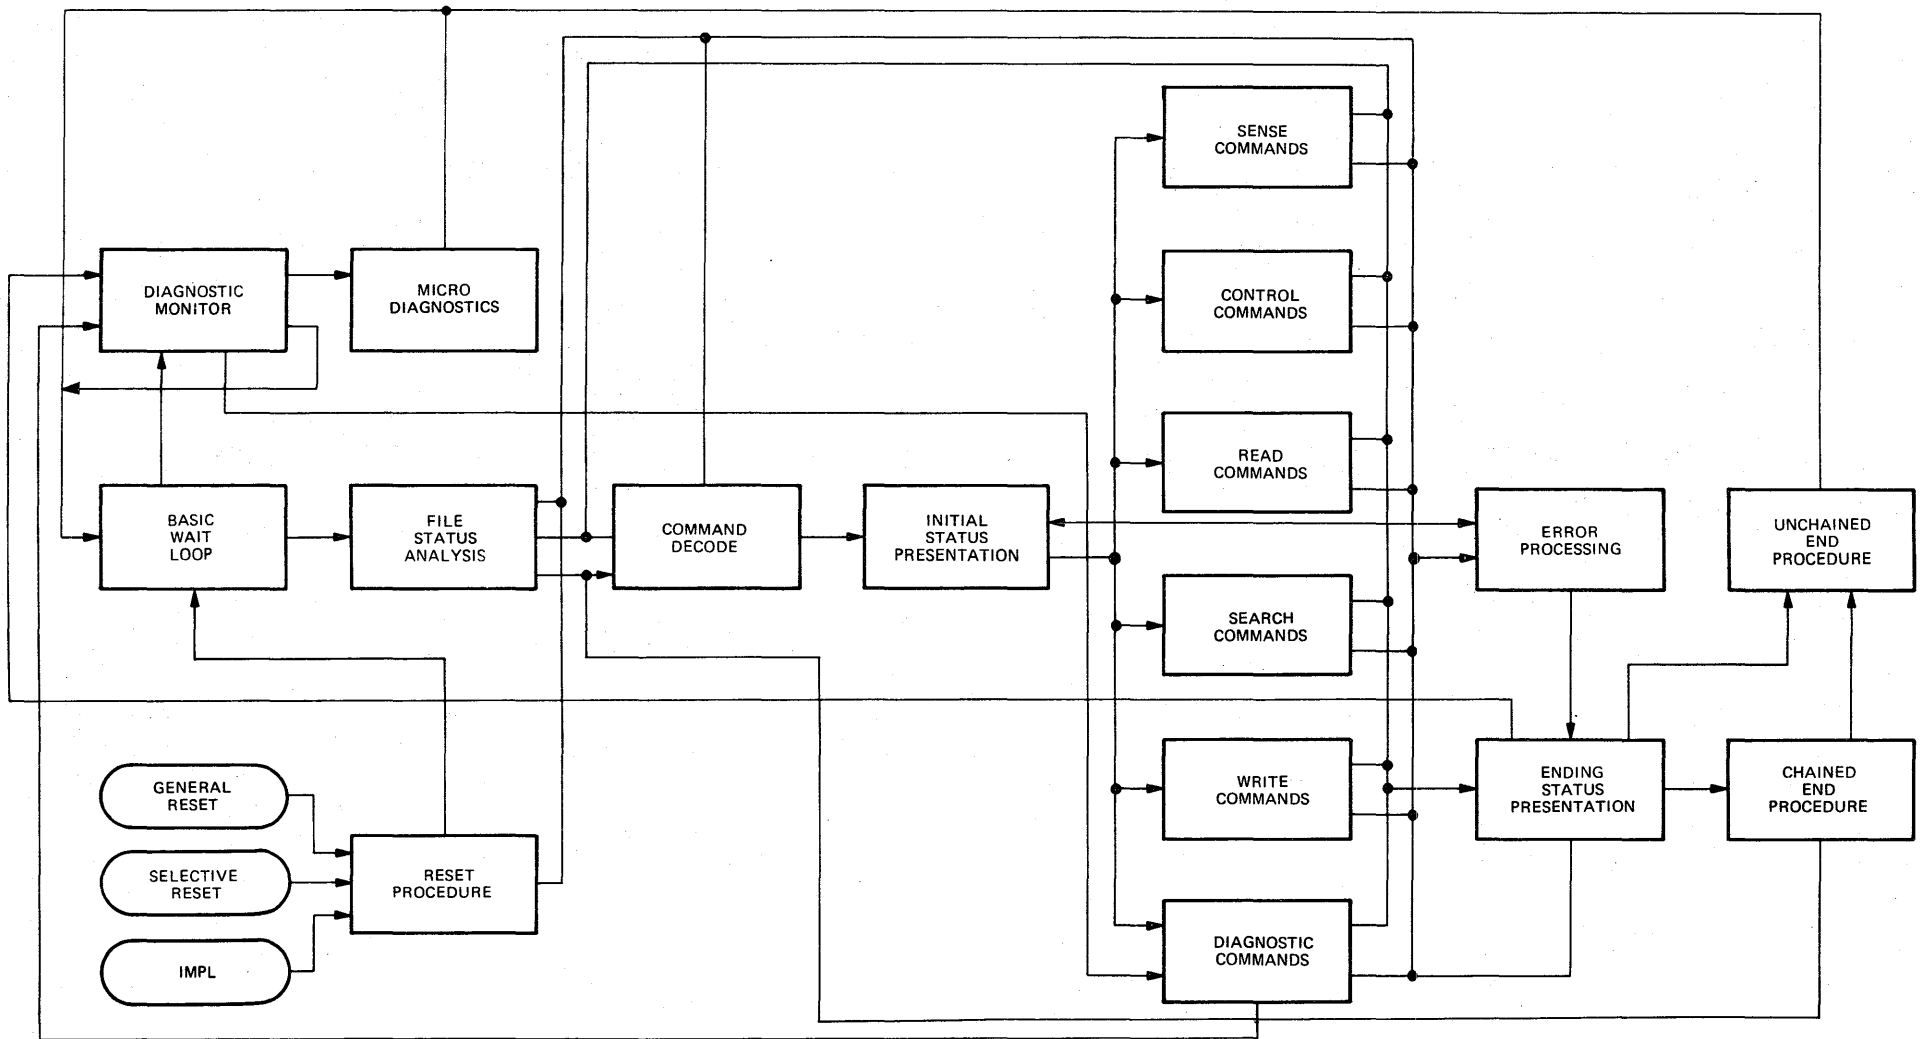 SENSE
COMMANDS
DIAGNOSTIC
MONITOR
MICRO
DIAGNOSTICS
CONTROL
COMMANDS
READ
COMMANDS
BASIC
WAIT
LOOP
FILE
STATUS
ANALYSIS
COMMAND
DECODE
INITIAL
STATUS
PRESENTATION
ERROR
PROCESSING
UNCHAINED
END
PROCEDURE
SEARCH
COMMANDS
GENERAL
RESET
WRITE
COMMANDS
ENDING
STATUS
PRESENTATION
CHAINED
END
PROCEDURE
SELECTIVE
RESET
RESET
PROCEDURE
IMPL
DIAGNOSTIC
COMMANDS